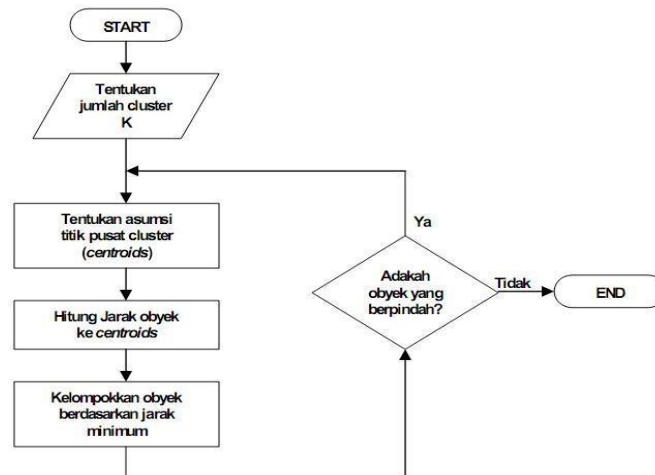 START
Tentukan
jumlah cluster
K
Tentukan asumsi
titik pusat cluster
(centroids)
Hitung Jarak obyek
ke centroids
Kelompokkan obyek
berdasarkan jarak
minimum
Ya
Adakah
obyek yang
berpindah?
Tidak
END